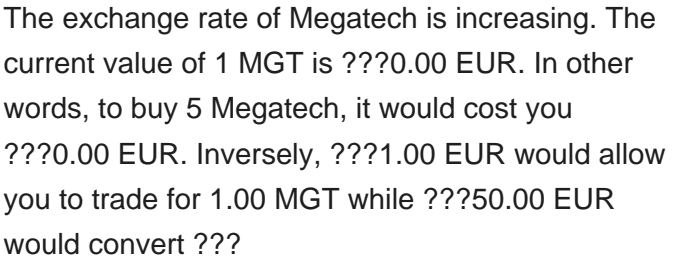 The exchange rate of Megatech is increasing. The
current value of 1 MGT is ???0.00 EUR. In other
words, to buy 5 Megatech, it would cost you
???0.00 EUR. Inversely, ???1.00 EUR would allow
you to trade for 1.00 MGT while ???50.00 EUR
would convert ???